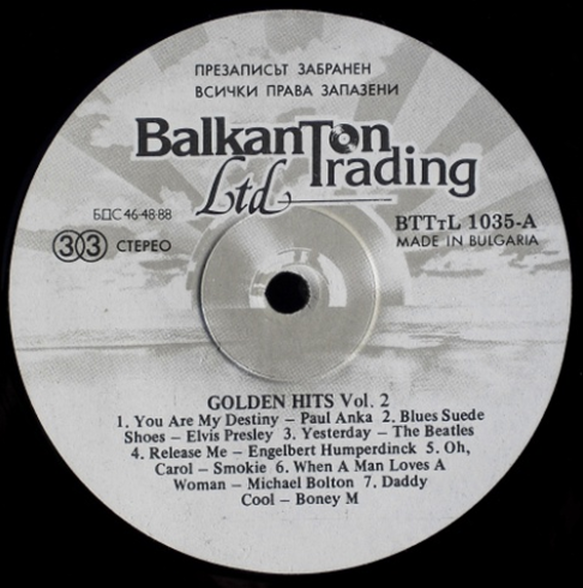 ПРЕЗАПИСЪТ ЗАБРАНЕН
ВСИЧКИ ПРАВА ЗАПАЗЕНИ
BalkanTon
Trading
Ltd
БДС 46-48-88
33 СТЕРЕО
BTTTL 1035-A
MADE IN BULGARIA
GOLDEN HITS Vol. 2
1. You Are My Destiny – Paul Anka 2. Blues Suede
Shoes – Elvis Presley 3. Yesterday – The Beatles
4. Release Me – Engelbert Humperdinck 5. Oh,
Carol – Smokie 6. When A Man Loves A
Woman – Michael Bolton 7. Daddy
Cool – Boney M